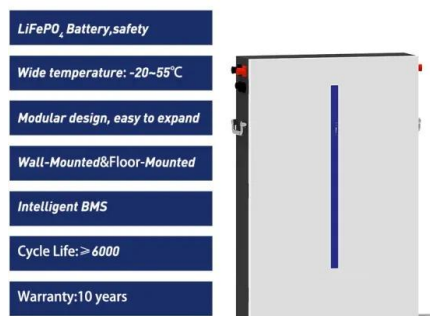 LiFePO₄ Battery,safety
Wide temperature: -20~55℃
Modular design, easy to expand
Wall-Mounted&Floor-Mounted
Intelligent BMS
Cycle Life:≥6000
Warranty:10 years